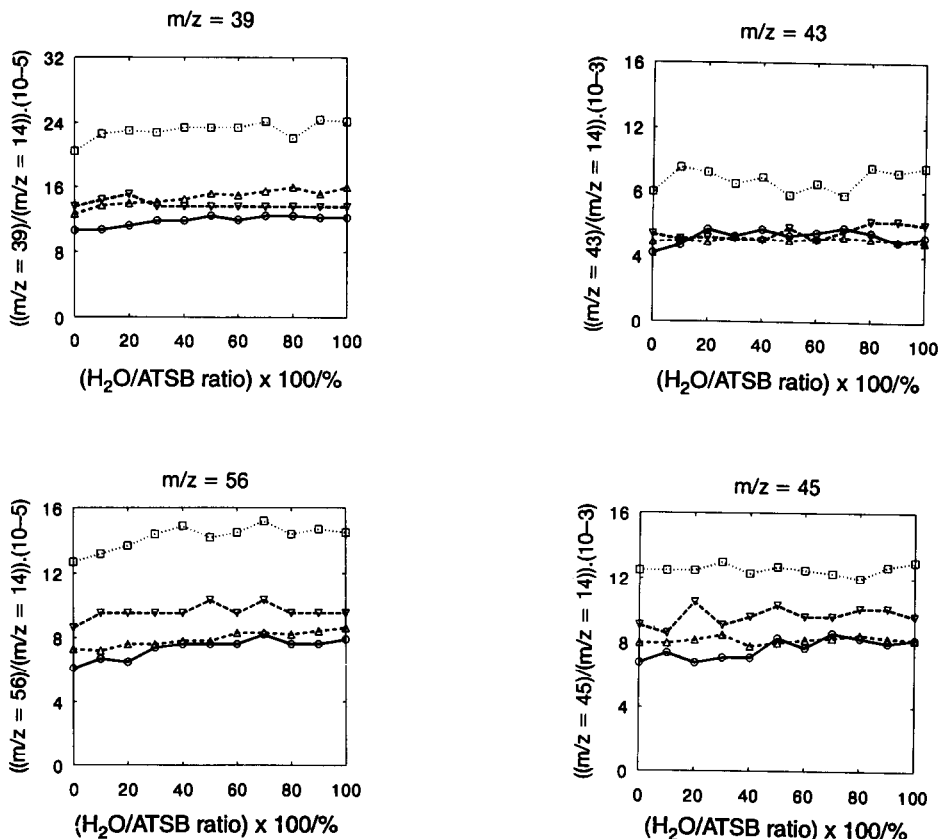 m/z = 39
((m/z = 39)/(m/z = 14)).(10–5)
32
24
16
12
0
0 20 40 60 80 100
(H₂O/ATSB ratio) x 100/%
m/z = 43
((m/z = 43)/(m/z = 14)).(10–3)
16
12
6
4
0
0 20 40 60 80 100
(H₂O/ATSB ratio) x 100/%
m/z = 56
((m/z = 56)/(m/z = 14)).(10–5)
16
12
8
4
0
0 20 40 60 80 100
(H₂O/ATSB ratio) x 100/%
m/z = 45
((m/z = 45)/(m/z = 14)).(10–3)
16
12
8
4
0
0 20 40 60 80 100
(H₂O/ATSB ratio) x 100/%